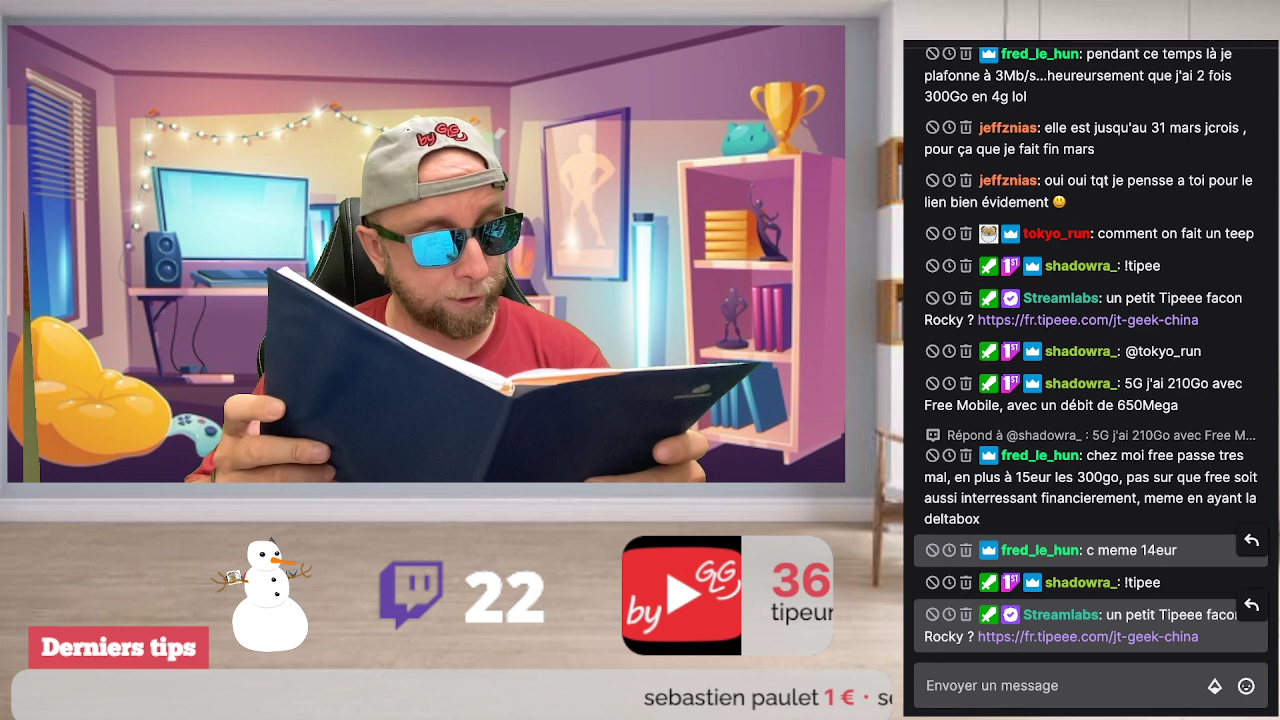 fred_le_hun: pendant ce temps là je
plafonne à 3Mb/s...heureursement que j'ai 2 fois
300Go en 4g lol
jeffznias: elle est jusqu'au 31 mars jcrois ,
pour ça que je fait fin mars
jeffznias: oui oui tqt je pensse a toi pour le
lien bien évidement 😃
tokyo_run: comment on fait un teep
shadowra_: !tipee
Streamlabs: un petit Tipeee facon
Rocky ? https://fr.tipeee.com/jt-geek-china
shadowra_: @tokyo_run
shadowra_: 5G j'ai 210Go avec
Free Mobile, avec un débit de 650Mega
Répond à @shadowra_ : 5G j'ai 210Go avec Free M...
fred_le_hun: chez moi free passe tres
mal, en plus à 15eur les 300go, pas sur que free soit
aussi interressant financierement, meme en ayant la
deltabox
fred_le_hun: c meme 14eur
shadowra_: !tipee
Streamlabs: un petit Tipeee facon
Rocky ? https://fr.tipeee.com/jt-geek-china
Envoyer un message
by GG
22
by GG
36
tipeur
Derniers tips
sebastien paulet 1 € · se